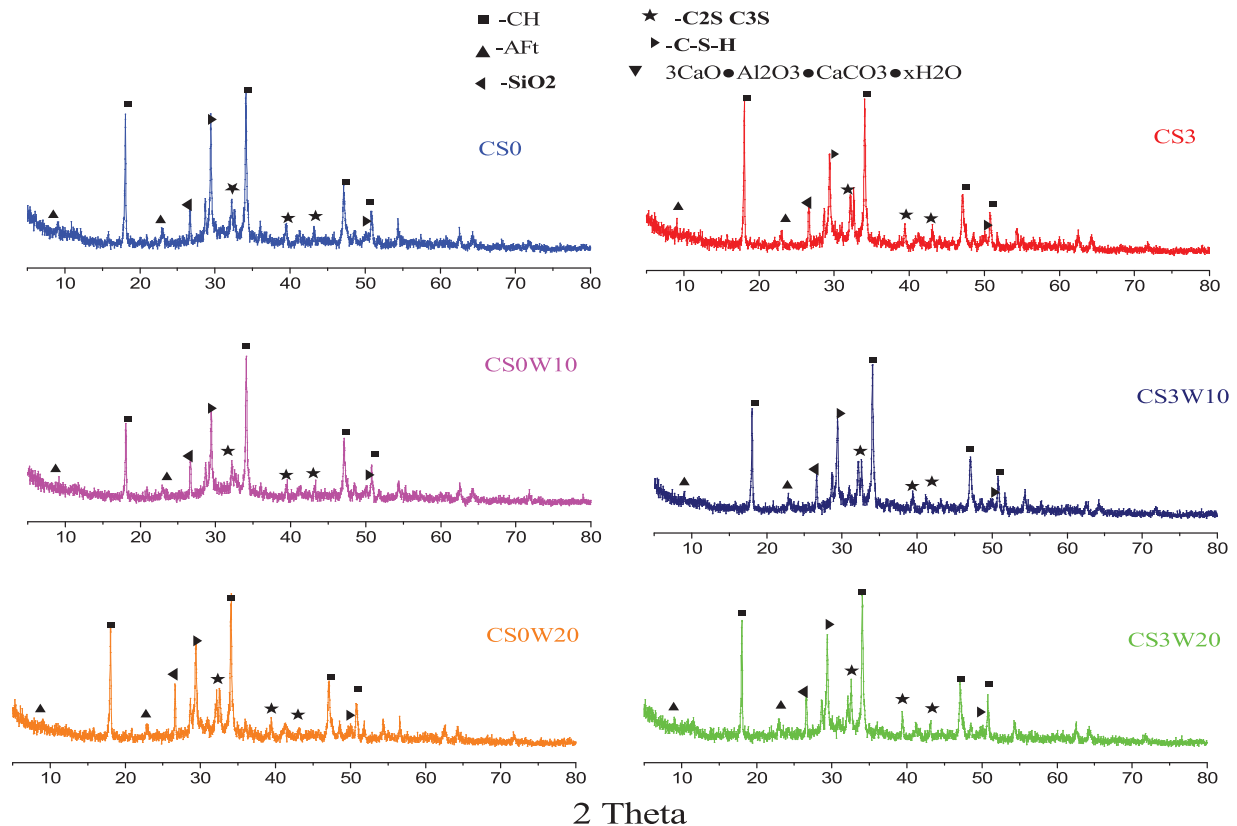 -CH
-AFt
-SiO2
-C2S C3S
-C-S-H
3CaO●Al2O3●CaCO3●xH2O
CS0
10 20 30 40 50 60 70 80
CS3
10 20 30 40 50 60 70 80
CS0W10
10 20 30 40 50 60 70 80
CS3W10
10 20 30 40 50 60 70 80
CS0W20
10 20 30 40 50 60 70 80
CS3W20
10 20 30 40 50 60 70 80
2 Theta